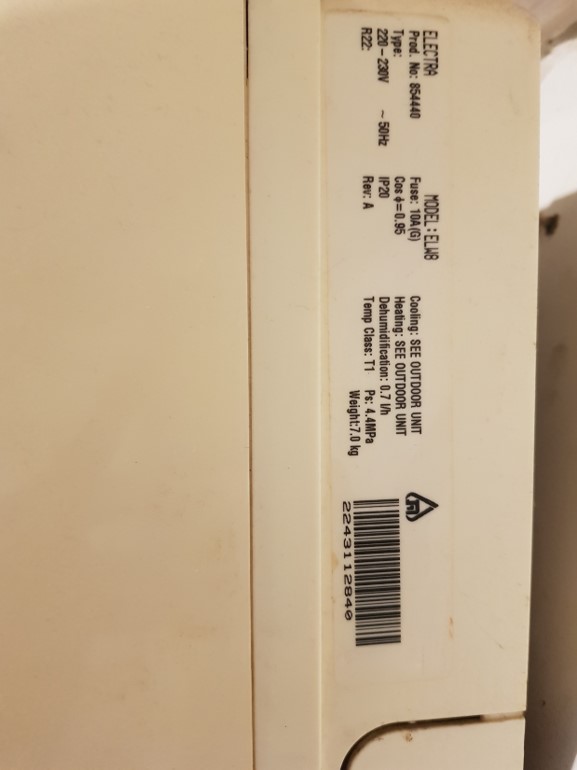 ELECTRA MODEL: ELW8
Prod. No: 854440 Fuse: 10A(G) Cooling: SEE OUTDOOR UNIT
Type: Cos ϕ=0.95 Heating: SEE OUTDOOR UNIT
220-230V ~ 50Hz IP20 Dehumidification: 0.7 l/h
R22: Rev: A Temp Class: T1 Ps: 4.4MPa
Weight:7.0 kg
2243112840